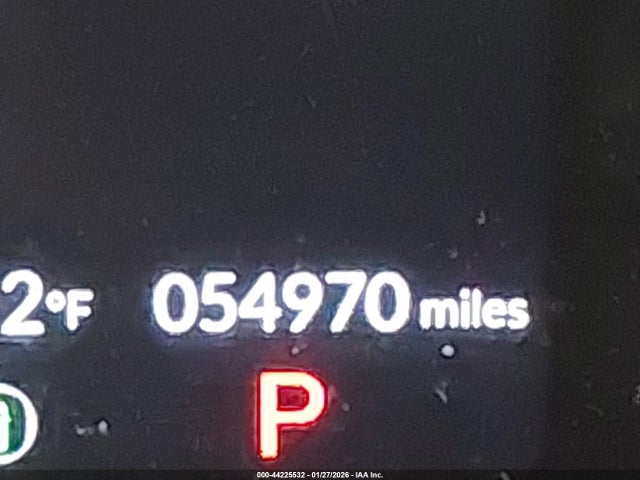 2°F 054970 miles
P
000-44225532 - 01/27/2026 - IAA Inc.